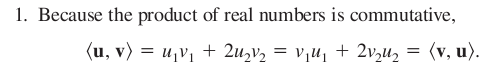 1. Because the product of real numbers is commutative,
⟨u, v⟩ = u₁v₁ + 2u₂v₂ = v₁u₁ + 2v₂u₂ = ⟨v, u⟩.